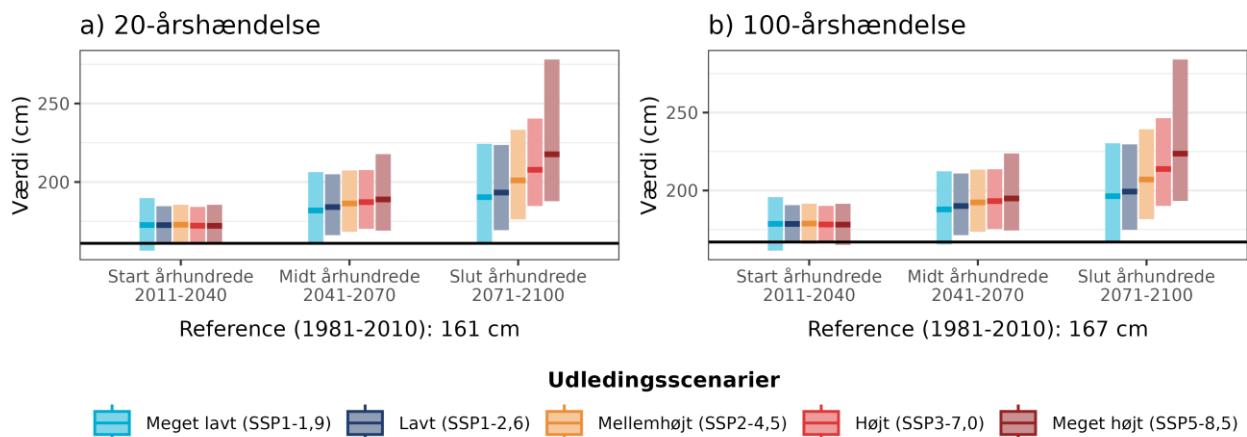 a) 20-årshændelse
Værdi (cm)
250
200
Start århundrede
2011-2040
Midt århundrede
2041-2070
Slut århundrede
2071-2100
Reference (1981-2010): 161 cm
b) 100-årshændelse
Værdi (cm)
250
200
Start århundrede
2011-2040
Midt århundrede
2041-2070
Slut århundrede
2071-2100
Reference (1981-2010): 167 cm
Udledingsscenarier
Meget lavt (SSP1-1,9)
Lavt (SSP1-2,6)
Mellemhøjt (SSP2-4,5)
Højt (SSP3-7,0)
Meget højt (SSP5-8,5)